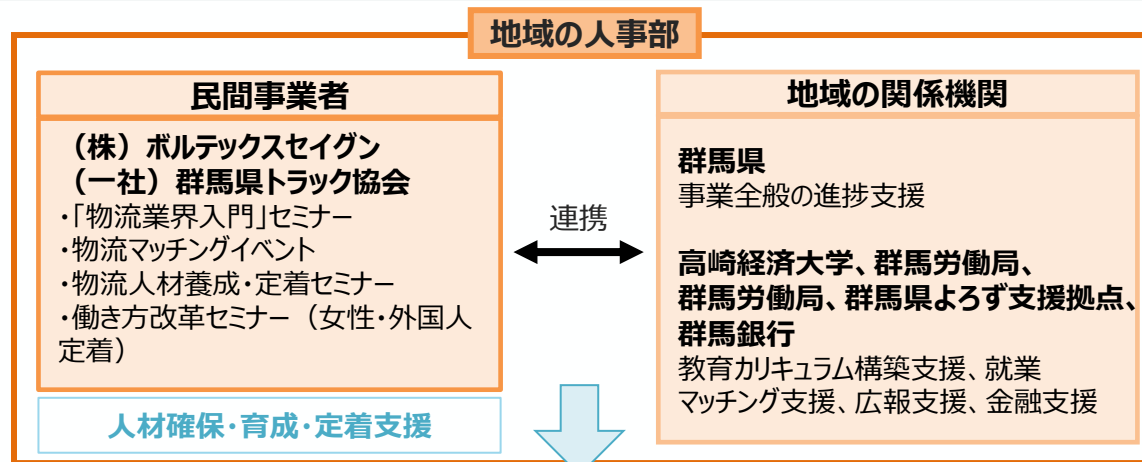 地域の人事部
民間事業者
（株）ボルテックスセイグン
（一社）群馬県トラック協会
・「物流業界入門」セミナー
・物流マッチングイベント
・物流人材養成・定着セミナー
・働き方改革セミナー（女性・外国人
定着）
人材確保・育成・定着支援
連携
地域の関係機関
群馬県
事業全般の進捗支援
高崎経済大学、群馬労働局、
群馬労働局、群馬県よろず支援拠点、
群馬銀行
教育カリキュラム構築支援、就業
マッチング支援、広報支援、金融支援